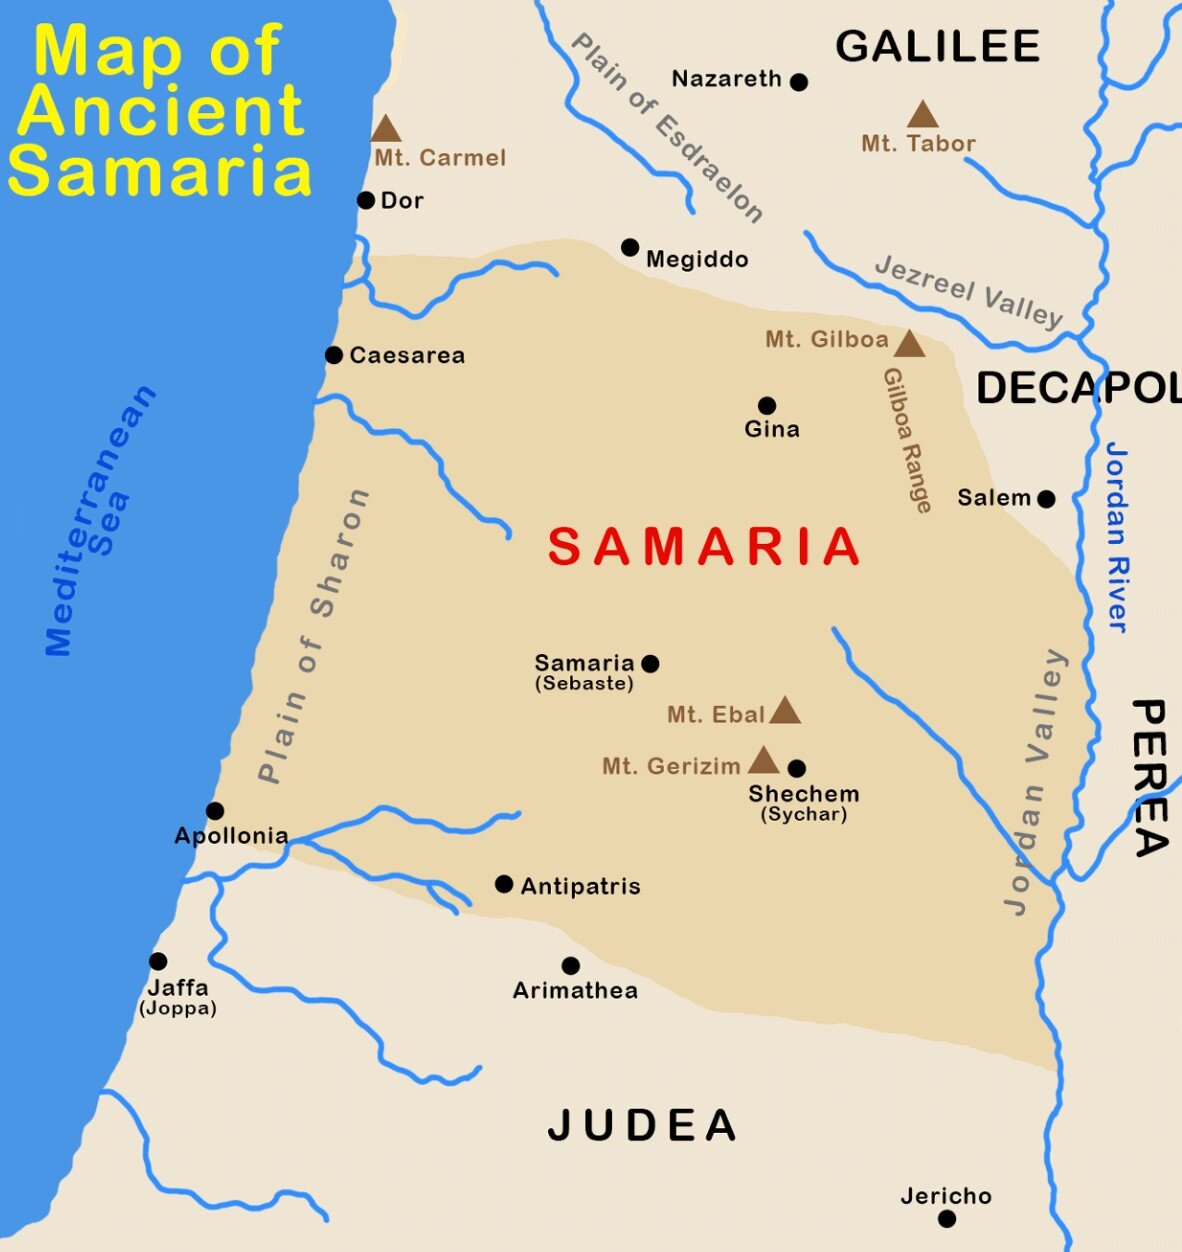 Map of
Ancient
Samaria
GALILEE
Nazareth
Plain of Esdraelon
Mt. Tabor
Mt. Carmel
Dor
Megiddo
Jezreel Valley
Mt. Gilboa
Caesarea
Gilboa Range
DECAPOL
Gina
Mediterranean
Sea
Jordan River
Salem
Plain of Sharon
SAMARIA
Samaria
(Sebaste)
Jordan Valley
Mt. Ebal
PEREA
Mt. Gerizim
Shechem
(Sychar)
Apollonia
Antipatris
Jaffa
(Joppa)
Arimathea
JUDEA
Jericho